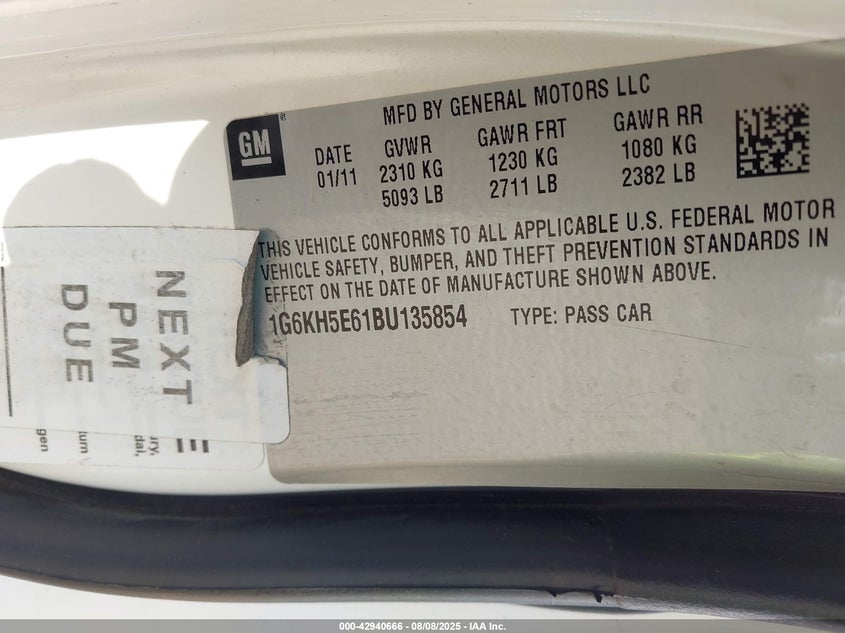 MFD BY GENERAL MOTORS LLC
GM
DATE GVWR GAWR FRT GAWR RR
01/11 2310 KG 1230 KG 1080 KG
5093 LB 2711 LB 2382 LB
THIS VEHICLE CONFORMS TO ALL APPLICABLE U.S. FEDERAL MOTOR
VEHICLE SAFETY, BUMPER, AND THEFT PREVENTION STANDARDS IN
EFFECT ON THE DATE OF MANUFACTURE SHOWN ABOVE.
1G6KH5E61BU135854 TYPE: PASS CAR
NEXT
PM
DUE
000-42940666 - 08/08/2025 - IAA Inc.